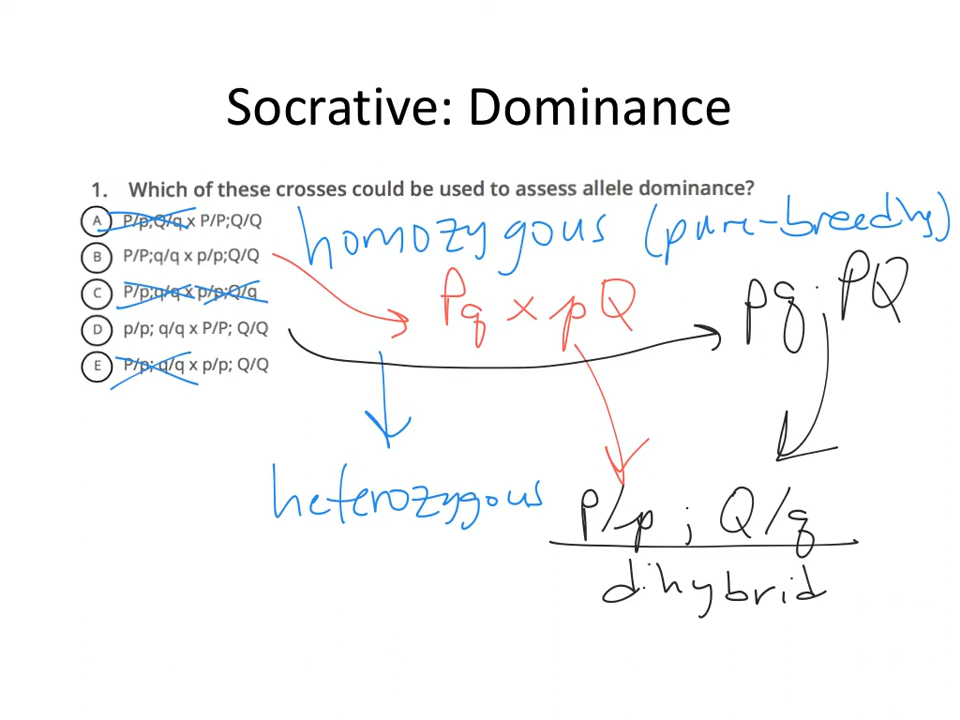 Socrative: Dominance
1. Which of these crosses could be used to assess allele dominance?
A P/p;Q/q x P/P;Q/Q
B P/P;q/q x p/p;Q/Q
C P/p;q/q x p/p;Q/q
D p/p; q/q x P/P; Q/Q
E P/p; q/q x p/p; Q/Q
homozygous (pure-breeding)
Pq x pQ
pq ; PQ
heterozygous
P/p ; Q/q
dihybrid